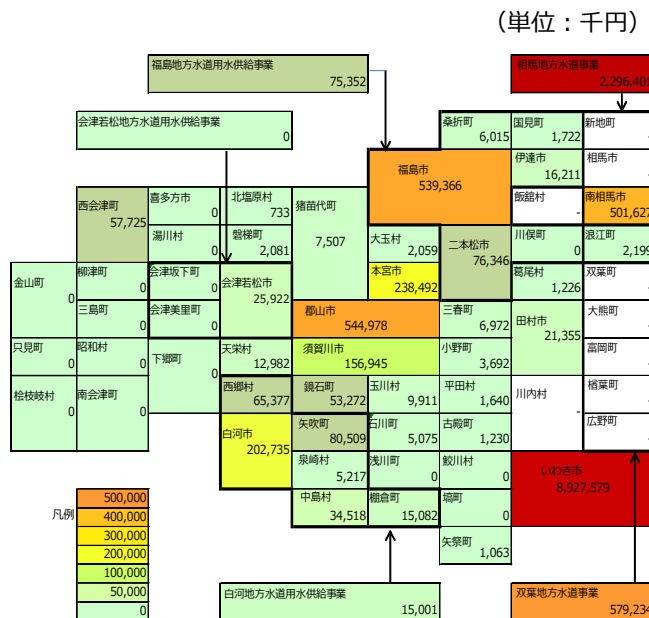 (単位:千円)
福島地方水道用水供給事業
75,352
相馬地方水道事業
2,296,401
会津若松地方水道用水供給事業
0
桑折町
6,015
国見町
1,722
新地町
-
福島市
539,366
伊達市
16,211
相馬市
-
西会津町
57,725
喜多方市
0
北塩原村
733
猪苗代町
7,507
飯舘村
-
南相馬市
501,627
湯川村
0
磐梯町
2,081
大玉村
2,059
二本松市
76,346
川俣町
0
浪江町
2,199
金山町
0
柳津町
0
会津坂下町
0
会津若松市
25,922
本宮市
238,492
葛尾村
1,226
双葉町
-
三島町
0
会津美里町
0
郡山市
544,978
三春町
6,972
田村市
21,355
大熊町
-
只見町
0
昭和村
0
下郷町
0
天栄村
12,982
須賀川市
156,945
小野町
3,692
富岡町
-
桧枝岐村
0
南会津町
0
西郷村
65,377
鏡石町
53,272
玉川村
9,911
平田村
1,640
川内村
-
楢葉町
-
白河市
202,735
矢吹町
80,509
石川町
5,075
古殿町
1,230
広野町
-
泉崎村
5,217
浅川町
0
鮫川村
0
いわき市
8,927,579
中島村
34,518
棚倉町
15,082
塙町
0
矢祭町
1,063
凡例
500,000
400,000
300,000
200,000
100,000
50,000
0
白河地方水道用水供給事業
15,001
双葉地方水道事業
579,234